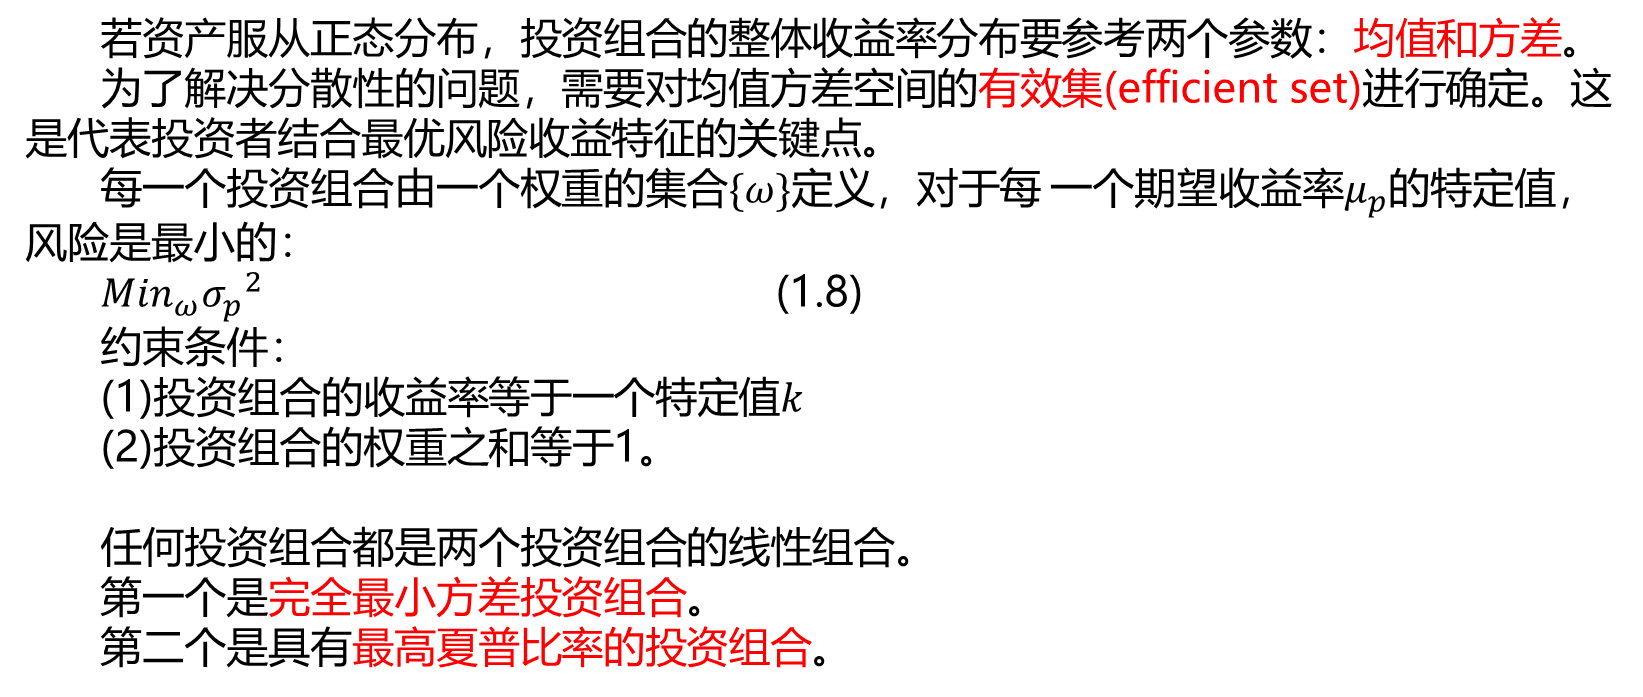 若资产服从正态分布，投资组合的整体收益率分布要参考两个参数：均值和方差。
为了解决分散性的问题，需要对均值方差空间的有效集(efficient set)进行确定。这
是代表投资者结合最优风险收益特征的关键点。
每一个投资组合由一个权重的集合{ω}定义，对于每 一个期望收益率μₚ的特定值，
风险是最小的：
Min_ω σₚ² (1.8)
约束条件：
(1)投资组合的收益率等于一个特定值k
(2)投资组合的权重之和等于1。
任何投资组合都是两个投资组合的线性组合。
第一个是完全最小方差投资组合。
第二个是具有最高夏普比率的投资组合。